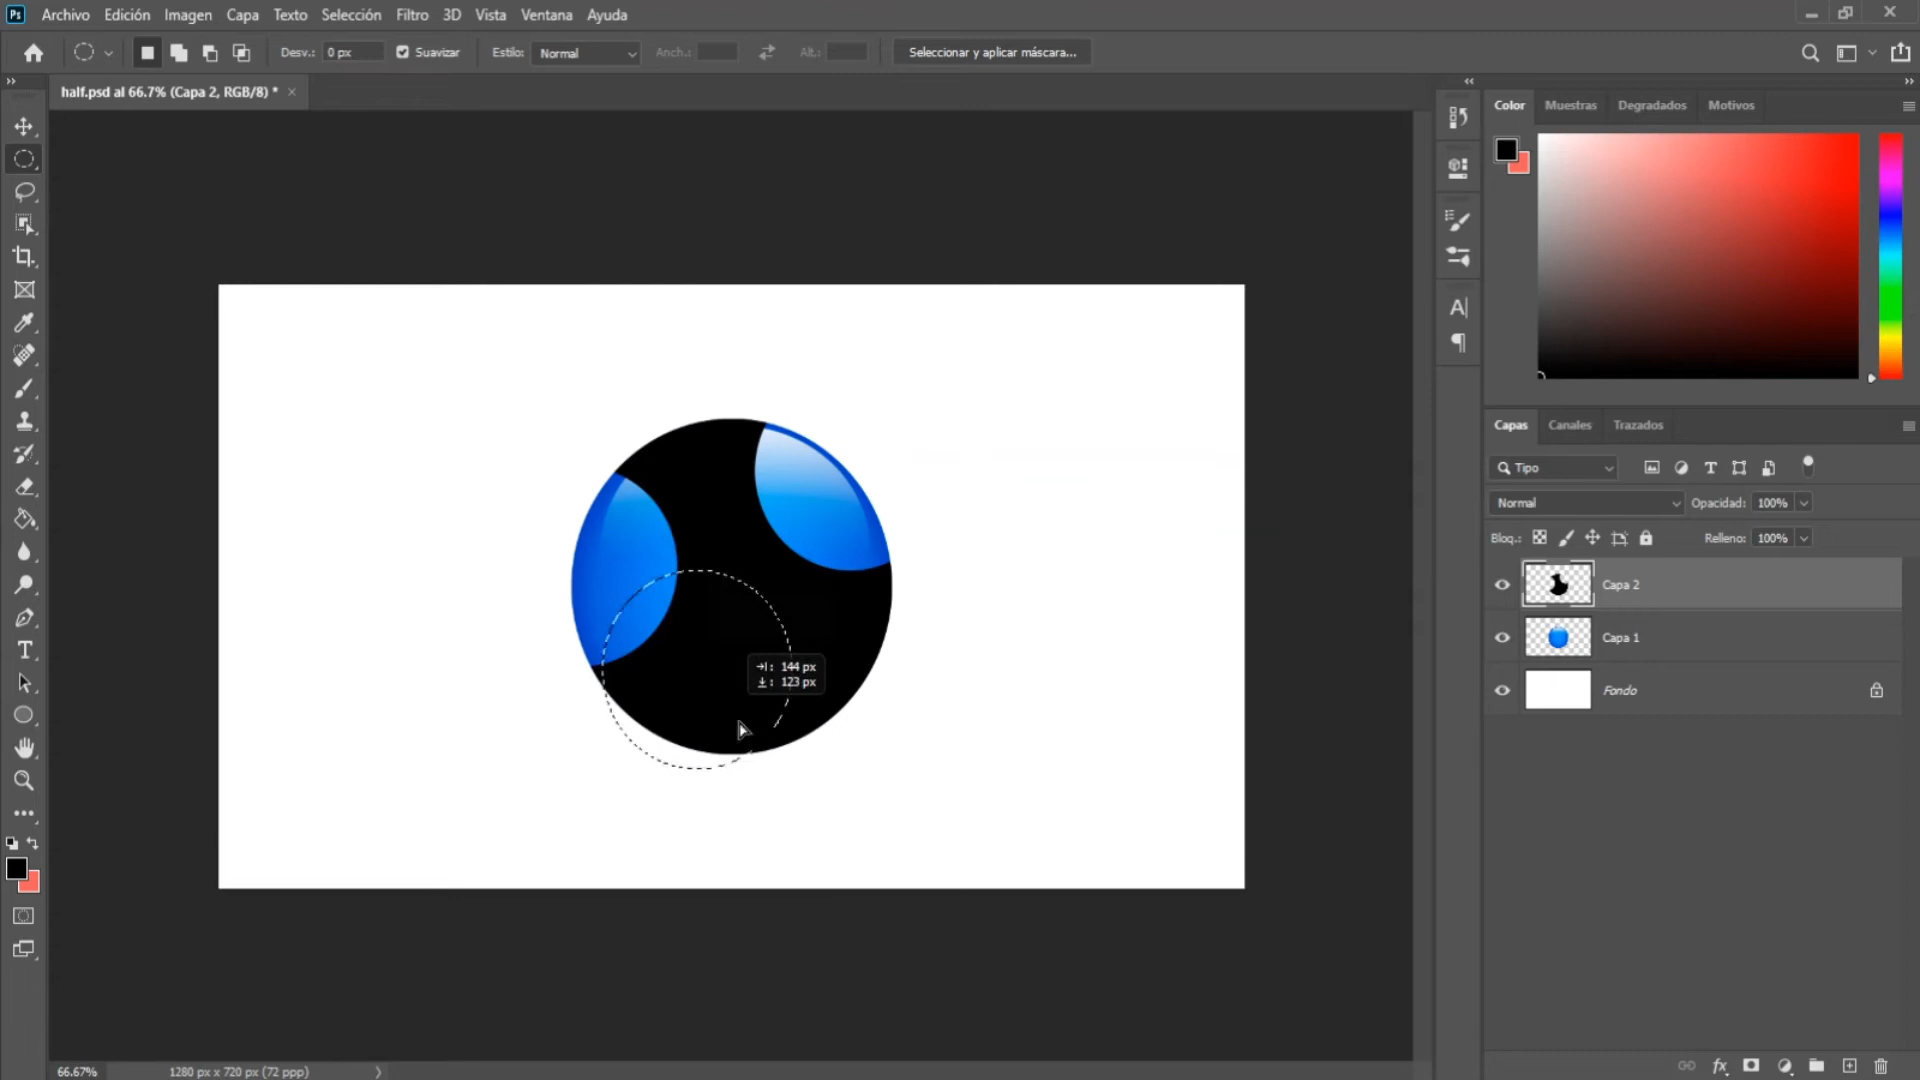 Ps Archivo Edición Imagen Capa Texto Selección Filtro 3D Vista Ventana Ayuda
Desv.: 0 px Suavizar Estilo: Normal Anch.: Alt.: Seleccionar y aplicar máscara...
half.psd al 66.7% (Capa 2, RGB/8) * ×
Color Muestras Degradados Motivos
Capas Canales Trazados
Tipo
Normal Opacidad: 100%
Bloq.: Relleno: 100%
Capa 2
Capa 1
Fondo
144 px
123 px
66.67% 1280 px x 720 px (72 ppp)